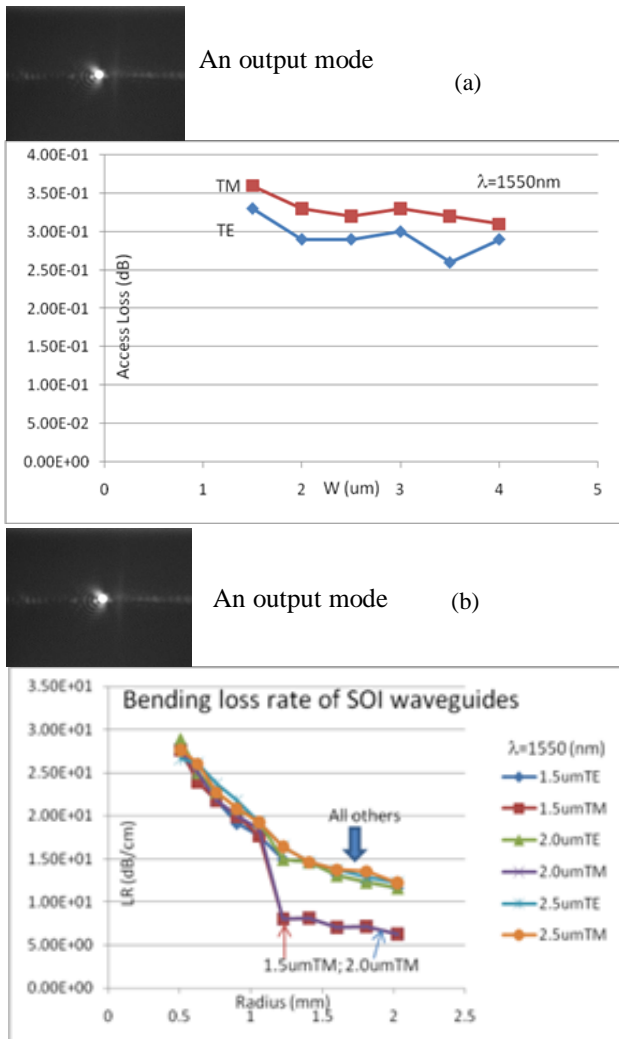 An output mode
(a)
4.00E-01
3.50E-01
3.00E-01
2.50E-01
2.00E-01
1.50E-01
1.00E-01
5.00E-02
0.00E+00
Access Loss (dB)
TM
TE
λ=1550nm
0 1 2 3 4 5
W (um)
An output mode
(b)
Bending loss rate of SOI waveguides
3.50E+01
3.00E+01
2.50E+01
2.00E+01
1.50E+01
1.00E+01
5.00E+00
0.00E+00
LR (dB/cm)
All others
1.5umTM; 2.0umTM
Radius (mm)
0 0.5 1 1.5 2 2.5
λ=1550 (nm)
1.5umTE
1.5umTM
2.0umTE
2.0umTM
2.5umTE
2.5umTM